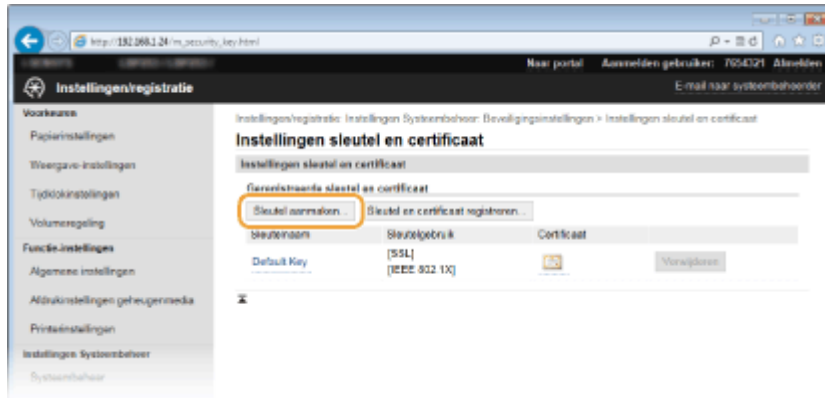 http://192.168.1.24/m_security_key.html
Naar portal Aanmelden gebruiker: 7654321 Afmelden
Instellingen/registratie
E-mail naar systeembeheerder
Voorkeuren
Papierinstellingen
Weergave-instellingen
Tijdklokinstellingen
Volumeregeling
Functie-instellingen
Algemene instellingen
Afdrukinstellingen geheugenmedia
Printerinstellingen
Instellingen Systeembeheer
Systeembeheer
Instellingen/registratie: Instellingen Systeembeheer: Beveiligingsinstellingen > Instellingen sleutel en certificaat
Instellingen sleutel en certificaat
Instellingen sleutel en certificaat
Geregistreerde sleutel en certificaat
Sleutel aanmaken... Sleutel en certificaat registreren...
Sleutelnaam Sleutelgebruik Certificaat
Default Key [SSL] Verwijderen
[IEEE 802.1X]